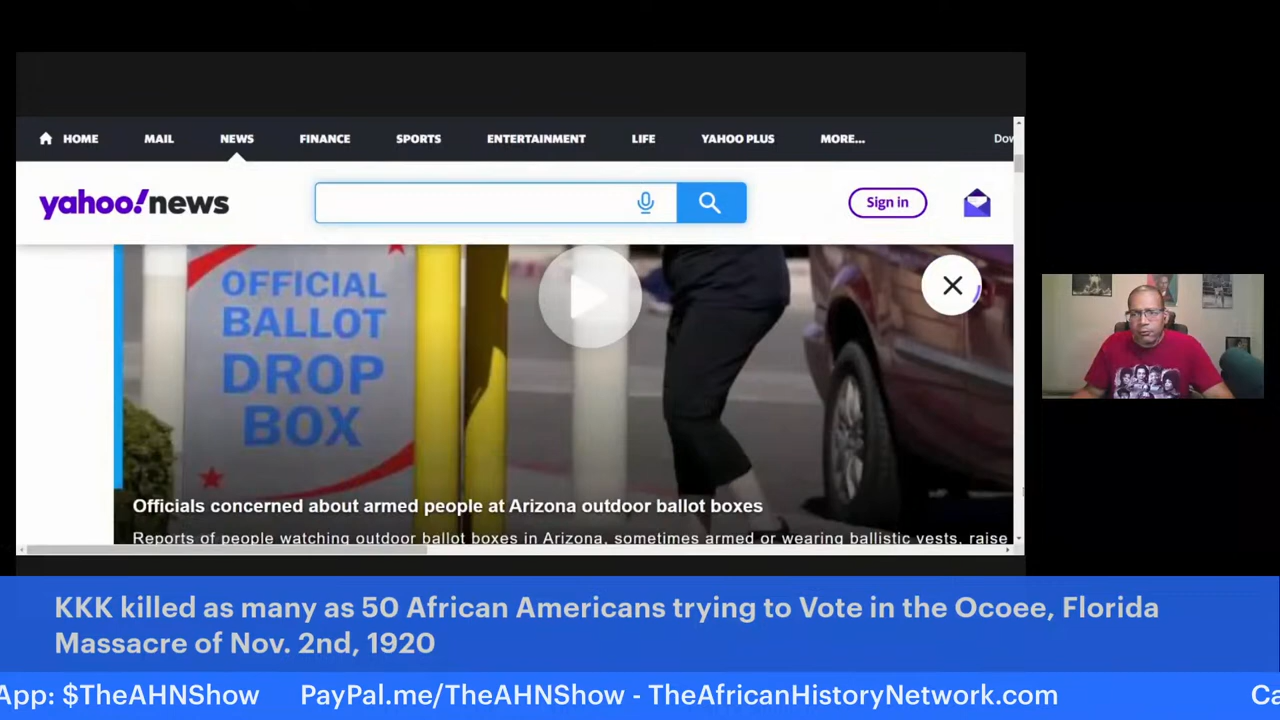 HOME MAIL NEWS FINANCE SPORTS ENTERTAINMENT LIFE YAHOO PLUS MORE... Dow
yahoo!news Sign in
OFFICIAL
BALLOT
DROP
BOX
Officials concerned about armed people at Arizona outdoor ballot boxes
Reports of people watching outdoor ballot boxes in Arizona, sometimes armed or wearing ballistic vests, raise
KKK killed as many as 50 African Americans trying to Vote in the Ocoee, Florida
Massacre of Nov. 2nd, 1920
App: $TheAHNShow PayPal.me/TheAHNShow - TheAfricanHistoryNetwork.com Ca